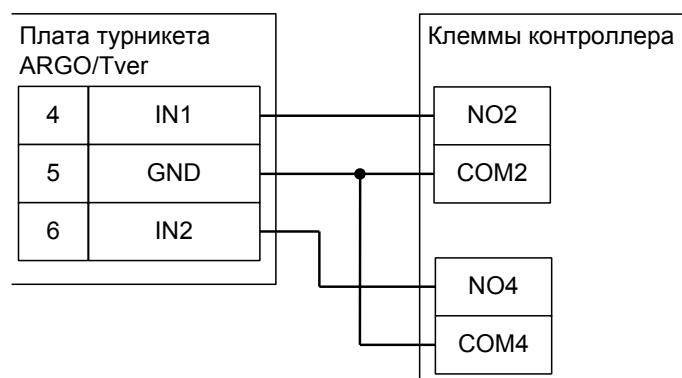 Плата турникета
ARGO/Tver
Клеммы контроллера
4 IN1
5 GND
6 IN2
NO2
COM2
NO4
COM4